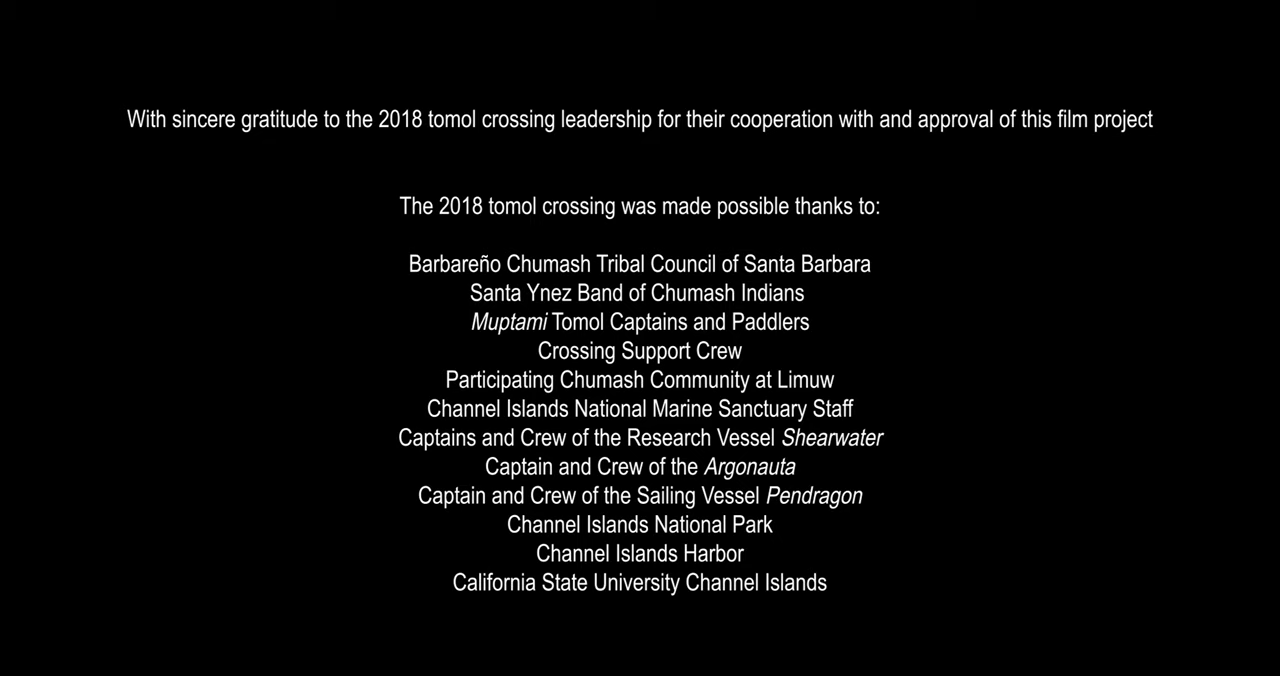 With sincere gratitude to the 2018 tomol crossing leadership for their cooperation with and approval of this film project
The 2018 tomol crossing was made possible thanks to:
Barbareño Chumash Tribal Council of Santa Barbara
Santa Ynez Band of Chumash Indians
Muptami Tomol Captains and Paddlers
Crossing Support Crew
Participating Chumash Community at Limuw
Channel Islands National Marine Sanctuary Staff
Captains and Crew of the Research Vessel Shearwater
Captain and Crew of the Argonauta
Captain and Crew of the Sailing Vessel Pendragon
Channel Islands National Park
Channel Islands Harbor
California State University Channel Islands